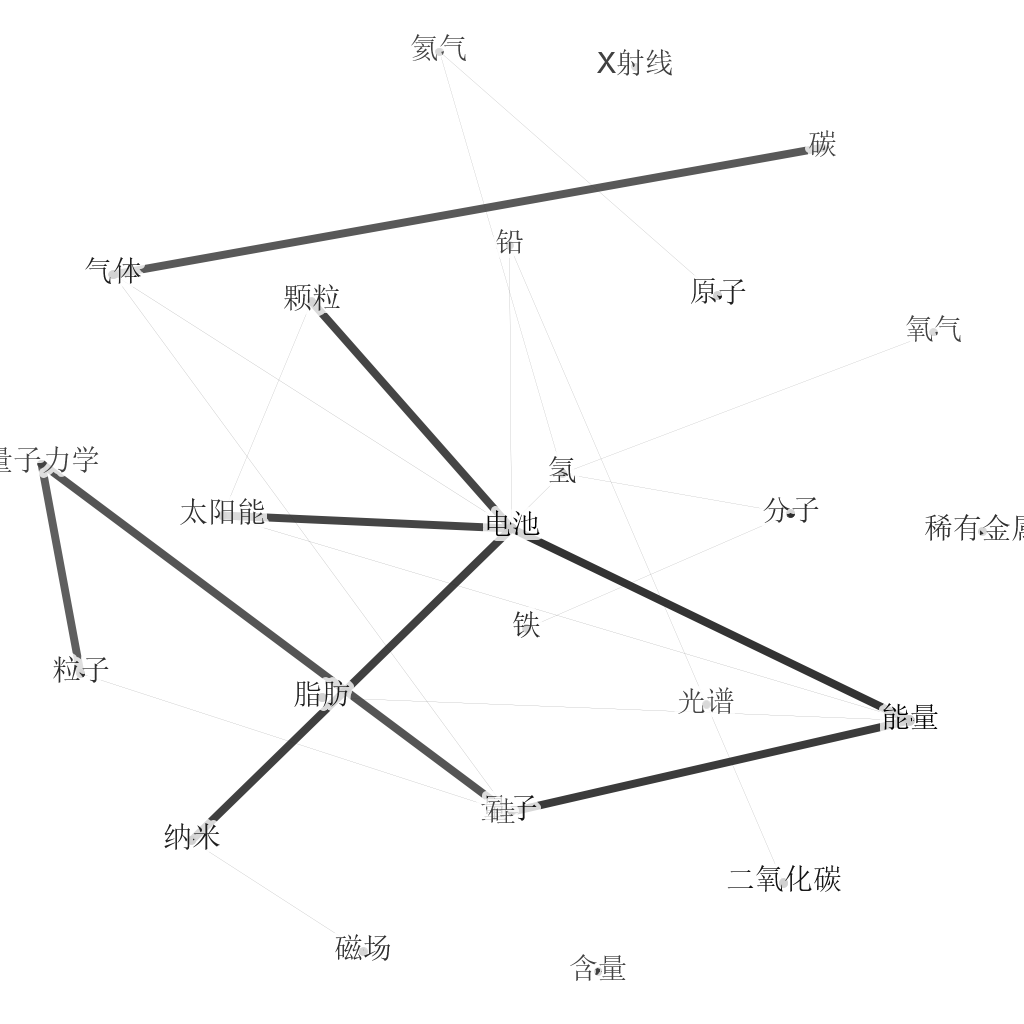 氦气
X射线
碳
铅
气体
颗粒
原子
氧气
量子力学
氢
太阳能
分子
电池
稀有金属
铁
粒子
脂肪
光谱
能量
硅
纳米
二氧化碳
磁场
含量